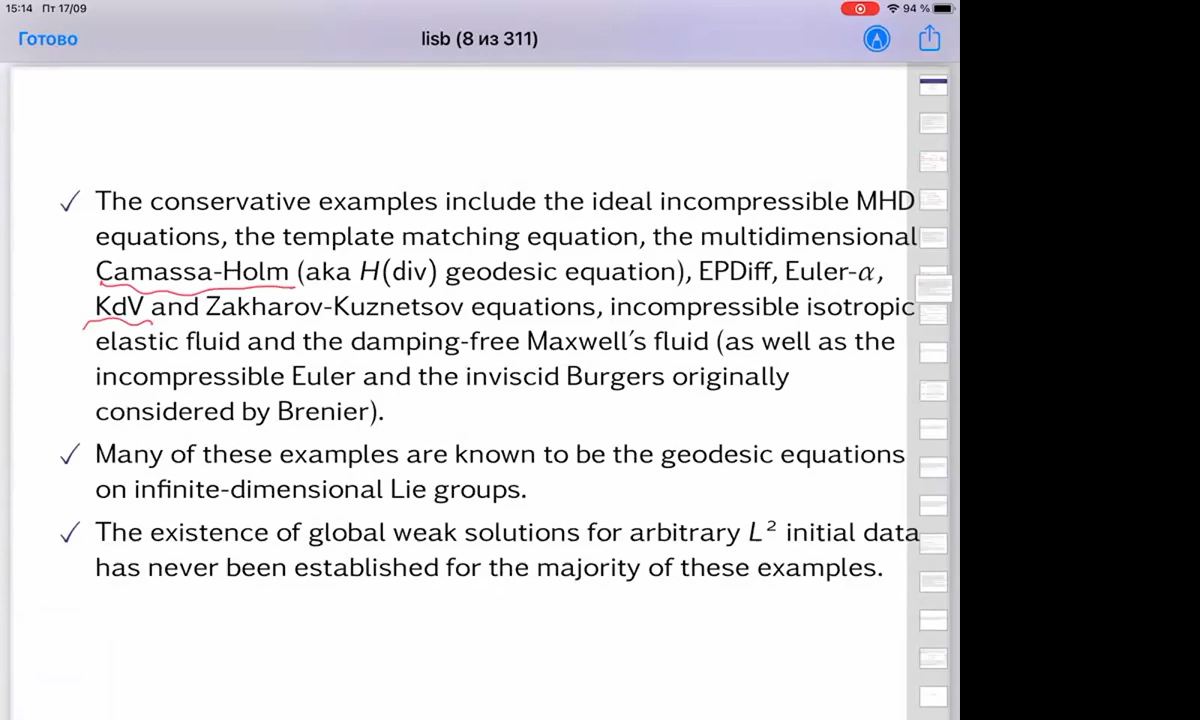 15:14 Пт 17/09 94 %
Готово lisb (8 из 311)
✓ The conservative examples include the ideal incompressible MHD
equations, the template matching equation, the multidimensional
Camassa-Holm (aka H(div) geodesic equation), EPDiff, Euler-α,
KdV and Zakharov-Kuznetsov equations, incompressible isotropic
elastic fluid and the damping-free Maxwell's fluid (as well as the
incompressible Euler and the inviscid Burgers originally
considered by Brenier).
✓ Many of these examples are known to be the geodesic equations
on infinite-dimensional Lie groups.
✓ The existence of global weak solutions for arbitrary L² initial data
has never been established for the majority of these examples.